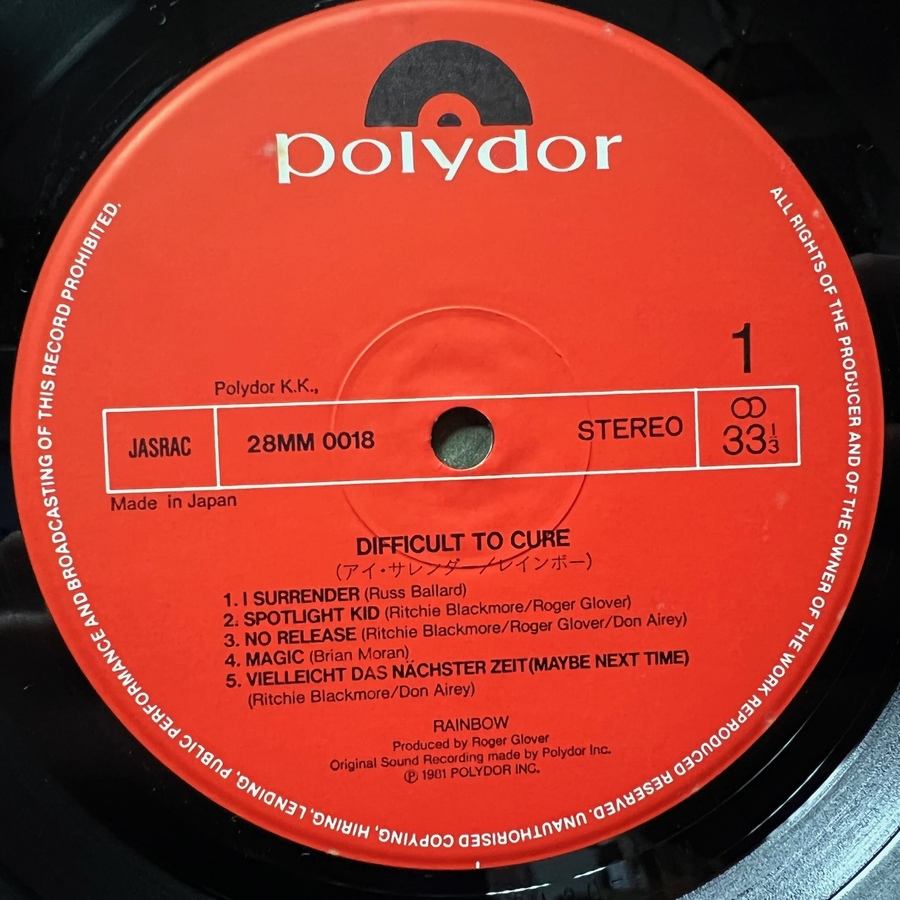 polydor
1
Polydor K.K.,
JASRAC
28MM 0018
STEREO
33⅓
Made in Japan
DIFFICULT TO CURE
(アイ・サレンダー/レインボー)
1. I SURRENDER (Russ Ballard)
2. SPOTLIGHT KID (Ritchie Blackmore/Roger Glover)
3. NO RELEASE (Ritchie Blackmore/Roger Glover/Don Airey)
4. MAGIC (Brian Moran)
5. VIELLEICHT DAS NÄCHSTER ZEIT(MAYBE NEXT TIME)
(Ritchie Blackmore/Don Airey)
RAINBOW
Produced by Roger Glover
Original Sound Recording made by Polydor Inc.
℗ 1981 POLYDOR INC.
ALL RIGHTS OF THE PRODUCER AND OF THE OWNER OF THE WORK REPRODUCED RESERVED. UNAUTHORISED COPYING, HIRING, LENDING, PUBLIC PERFORMANCE AND BROADCASTING OF THIS RECORD PROHIBITED.